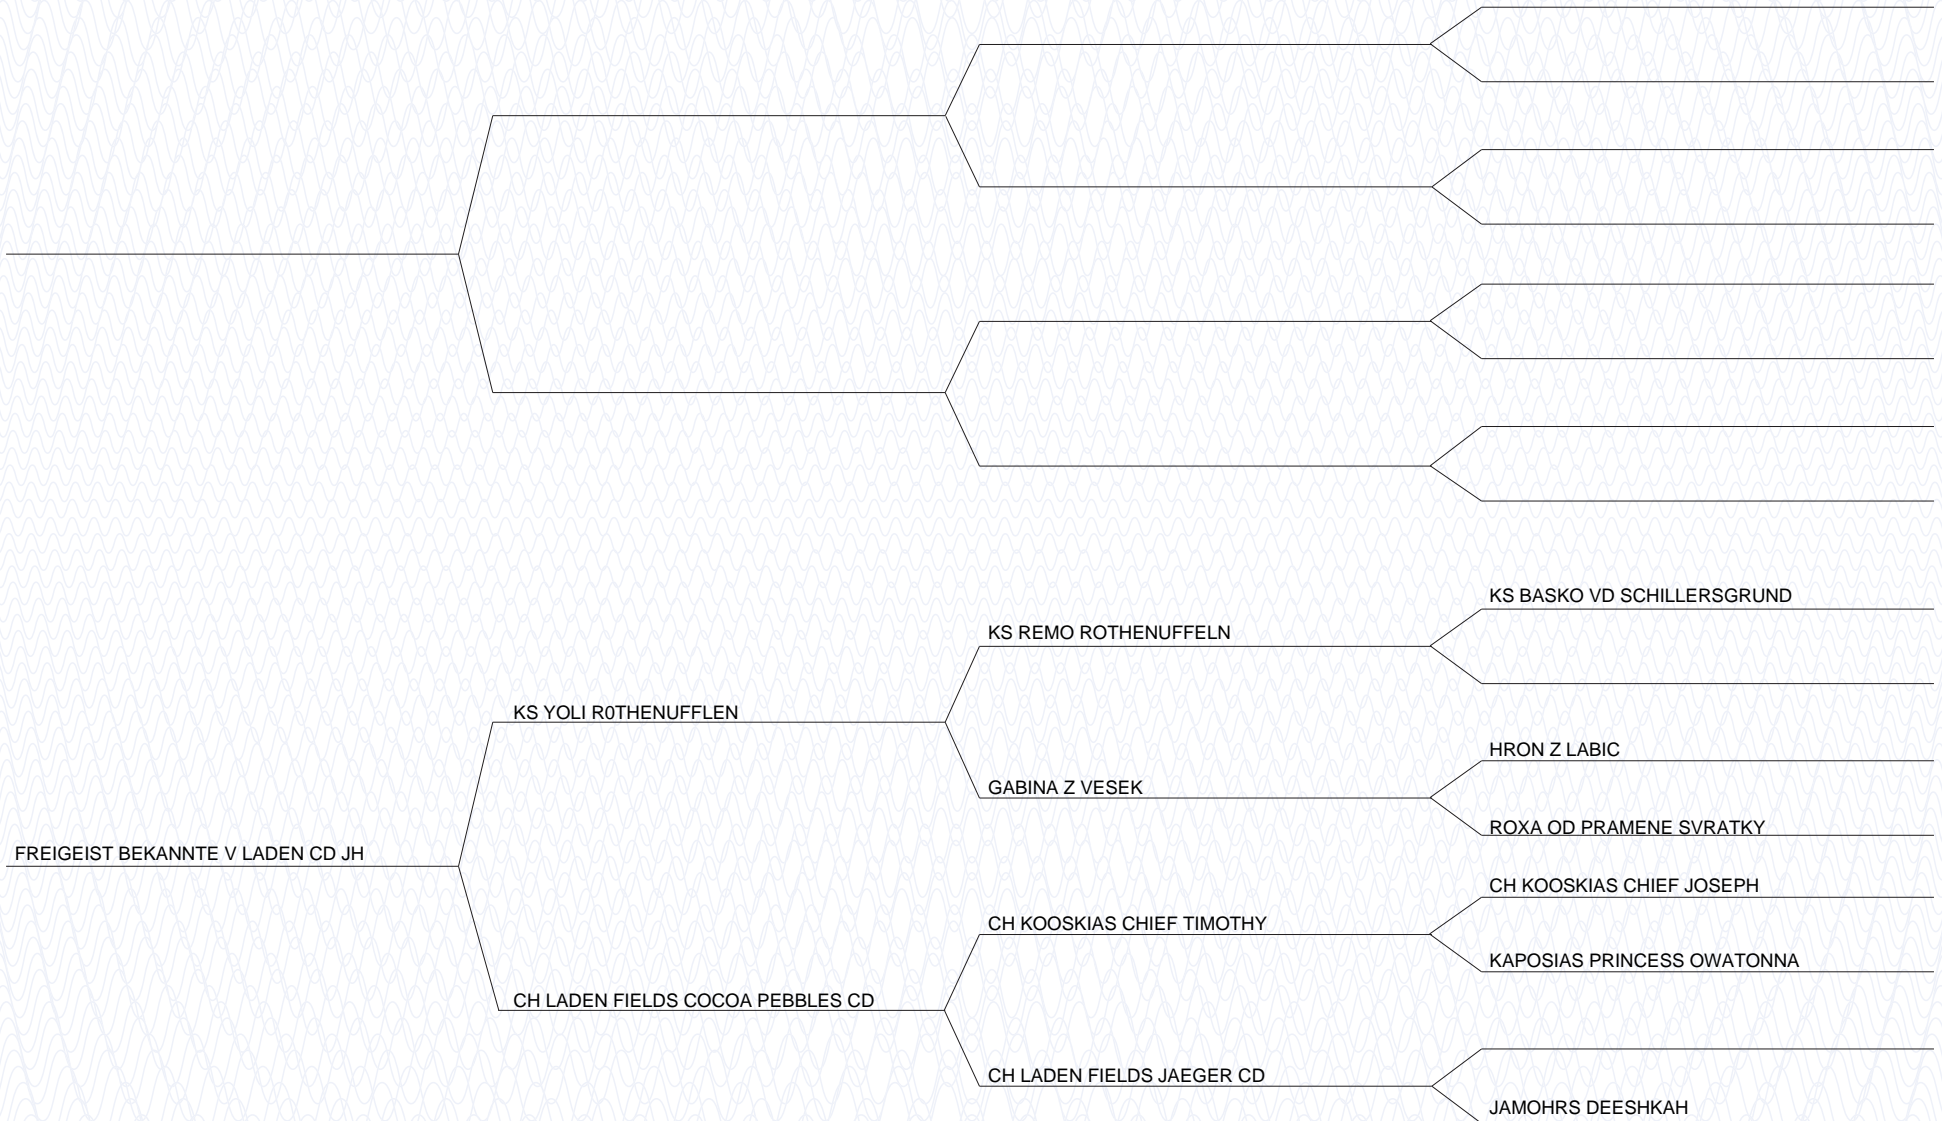 KS BASKO VD SCHILLERSGRUND
KS REMO ROTHENUFFELN
KS YOLI R0THENUFFLEN
HRON Z LABIC
GABINA Z VESEK
ROXA OD PRAMENE SVRATKY
FREIGEIST BEKANNTE V LADEN CD JH
CH KOOSKIAS CHIEF JOSEPH
CH KOOSKIAS CHIEF TIMOTHY
KAPOSIAS PRINCESS OWATONNA
CH LADEN FIELDS COCOA PEBBLES CD
CH LADEN FIELDS JAEGER CD
JAMOHRS DEESHKAH